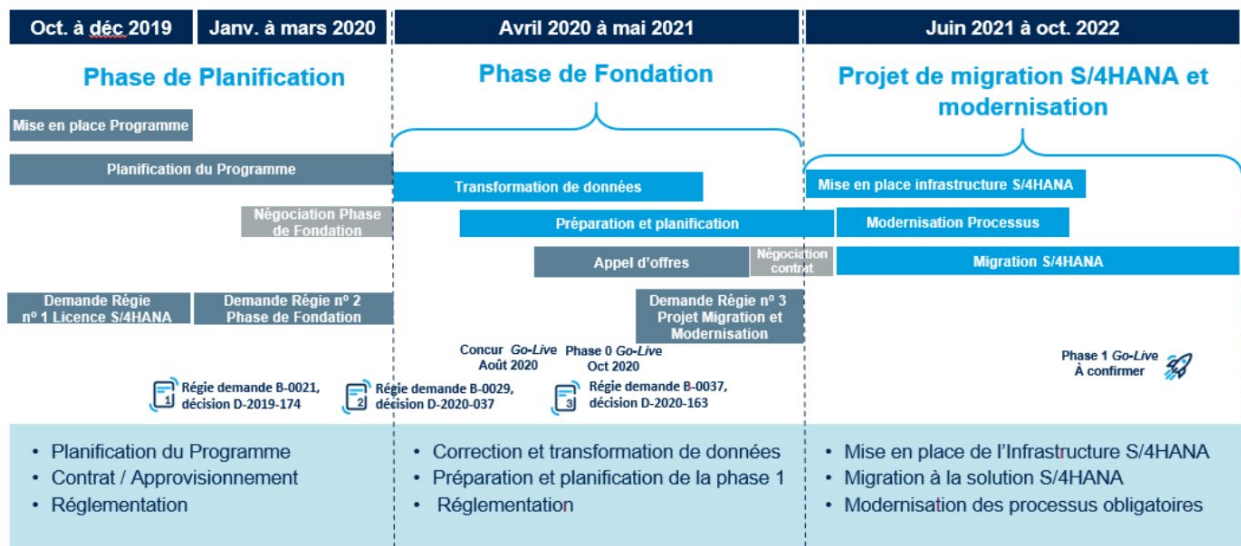 Oct. à déc 2019
Janv. à mars 2020
Avril 2020 à mai 2021
Juin 2021 à oct. 2022
Phase de Planification
Phase de Fondation
Projet de migration S/4HANA et
modernisation
Mise en place Programme
Planification du Programme
Négociation Phase
de Fondation
Transformation de données
Préparation et planification
Appel d'offres
Négociation
contrat
Mise en place infrastructure S/4HANA
Modernisation Processus
Migration S/4HANA
Demande Régie
nº 1 Licence S/4HANA
Demande Régie nº 2
Phase de Fondation
Demande Régie nº 3
Projet Migration et
Modernisation
Concur Go-Live
Août 2020
Phase 0 Go-Live
Oct 2020
Phase 1 Go-Live
À confirmer
1
Régie demande B-0021,
décision D-2019-174
2
Régie demande B-0029,
décision D-2020-037
3
Régie demande B-0037,
décision D-2020-163
• Planification du Programme
• Contrat / Approvisionnement
• Réglementation
• Correction et transformation de données
• Préparation et planification de la phase 1
• Réglementation
• Mise en place de l'Infrastructure S/4HANA
• Migration à la solution S/4HANA
• Modernisation des processus obligatoires